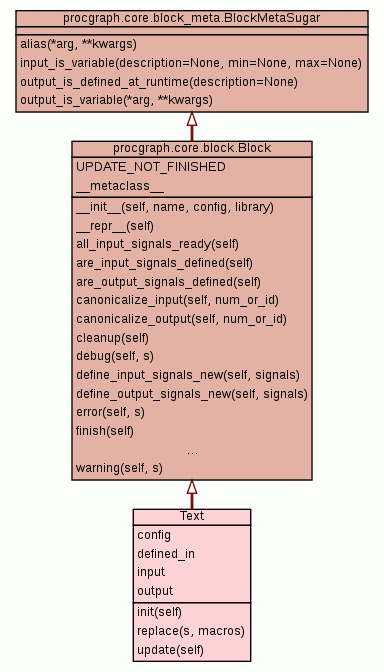 procgraph.core.block_meta.BlockMetaSugar
alias(*arg, **kwargs)
input_is_variable(description=None, min=None, max=None)
output_is_defined_at_runtime(description=None)
output_is_variable(*arg, **kwargs)
procgraph.core.block.Block
UPDATE_NOT_FINISHED
__metaclass__
__init__(self, name, config, library)
__repr__(self)
all_input_signals_ready(self)
are_input_signals_defined(self)
are_output_signals_defined(self)
canonicalize_input(self, num_or_id)
canonicalize_output(self, num_or_id)
cleanup(self)
debug(self, s)
define_input_signals_new(self, signals)
define_output_signals_new(self, signals)
error(self, s)
finish(self)
...
warning(self, s)
Text
config
defined_in
input
output
init(self)
replace(s, macros)
update(self)